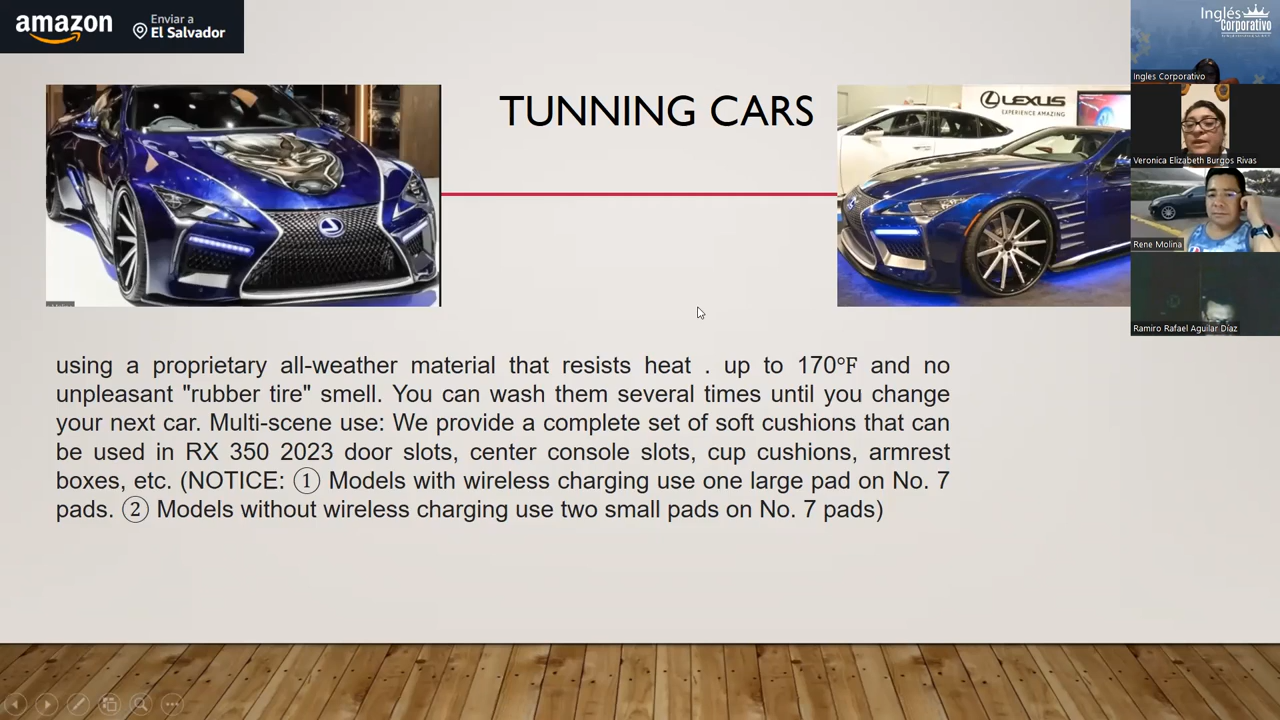 amazon
Enviar a
El Salvador
TUNNING CARS
LEXUS
EXPERIENCE AMAZING
using a proprietary all-weather material that resists heat . up to 170°F and no
unpleasant "rubber tire" smell. You can wash them several times until you change
your next car. Multi-scene use: We provide a complete set of soft cushions that can
be used in RX 350 2023 door slots, center console slots, cup cushions, armrest
boxes, etc. (NOTICE: ① Models with wireless charging use one large pad on No. 7
pads. ② Models without wireless charging use two small pads on No. 7 pads)
Inglés
Corporativo
Ingles Corporativo
Veronica Elizabeth Burgos Rivas
Rene Molina
Ramiro Rafael Aguilar Díaz